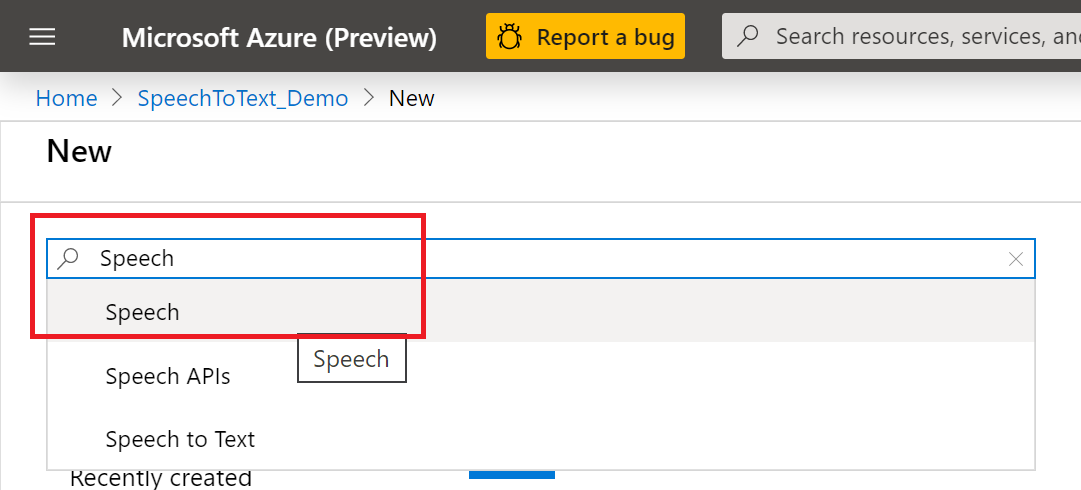 Microsoft Azure (Preview)
Report a bug
Search resources, services, an
Home > SpeechToText_Demo > New
New
Speech
Speech
Speech
Speech APIs
Speech to Text
Recently created